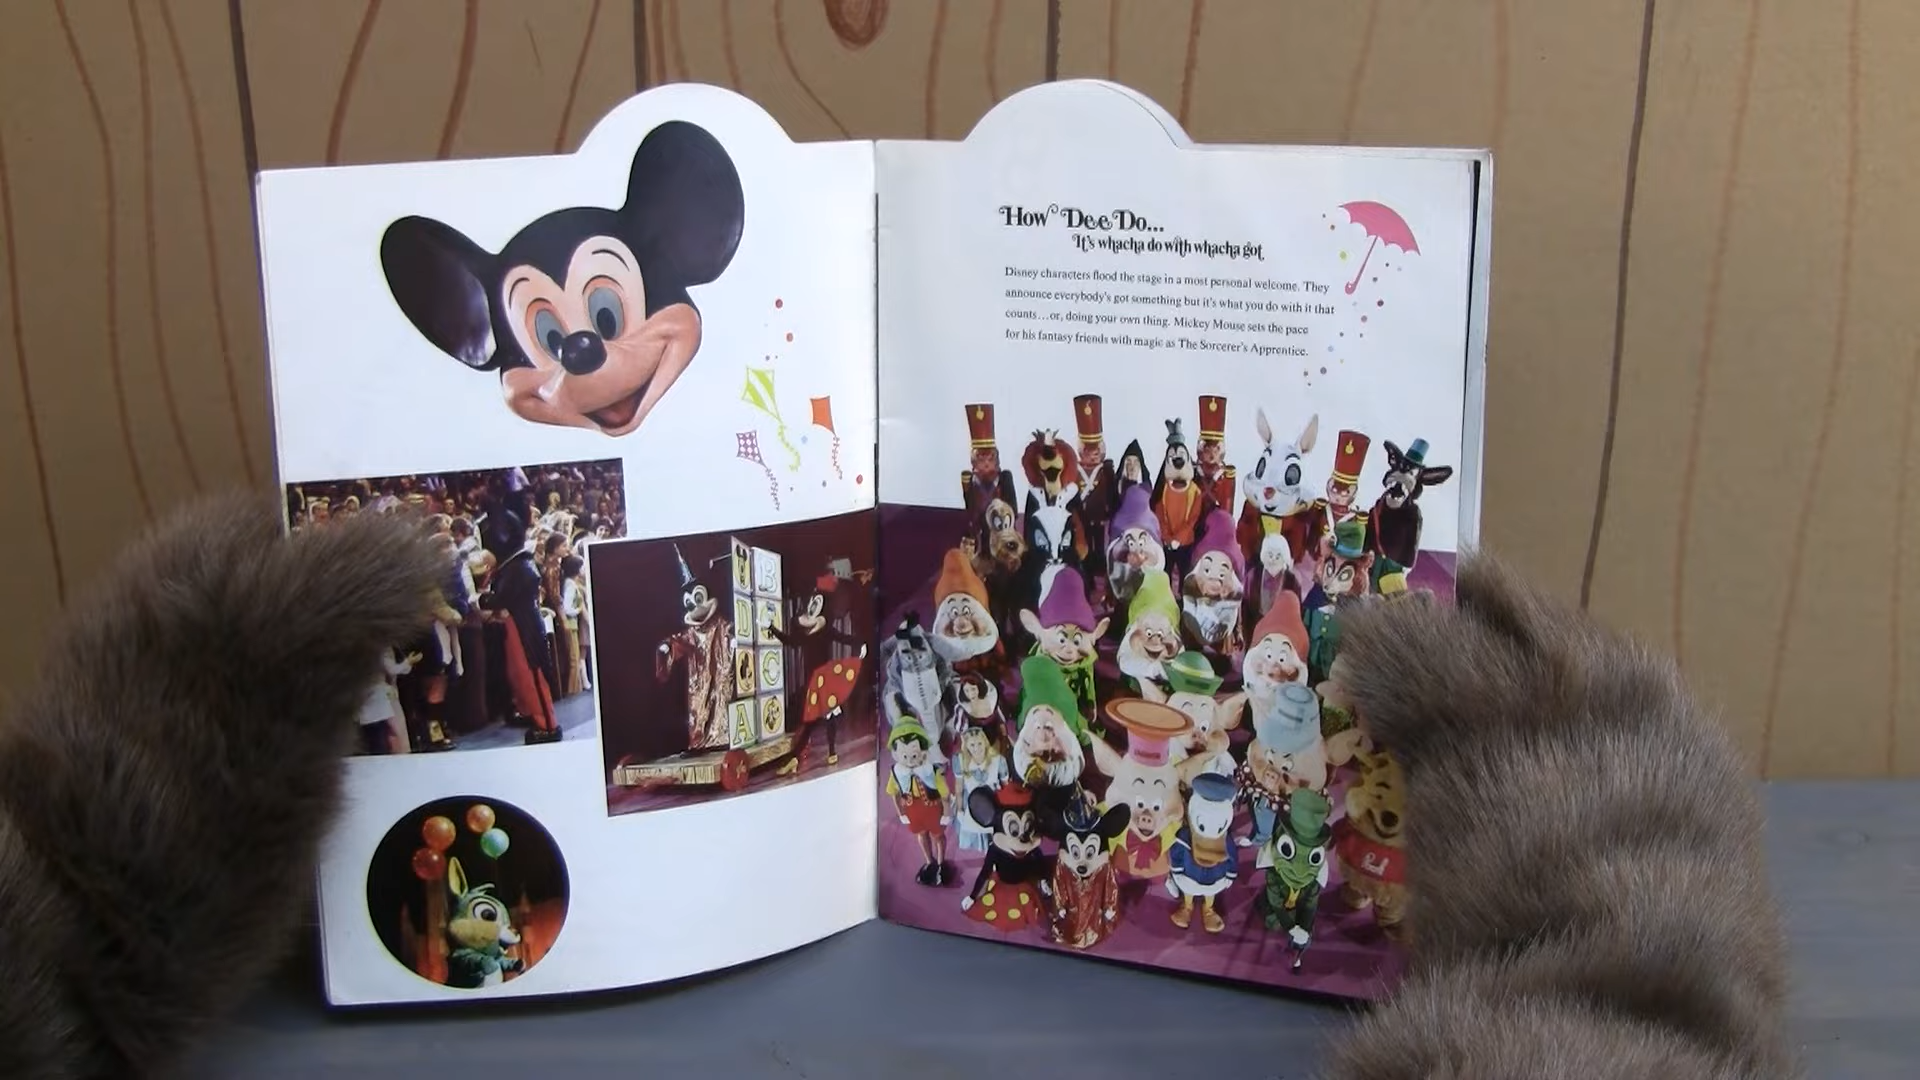 How Dee Do...
It's whacha do with whacha got
Disney characters flood the stage in a most personal welcome. They
announce everybody's got something but it's what you do with it that
counts...or, doing your own thing. Mickey Mouse sets the pace
for his fantasy friends with magic as The Sorcerer's Apprentice.
B
D
C
A
Pooh